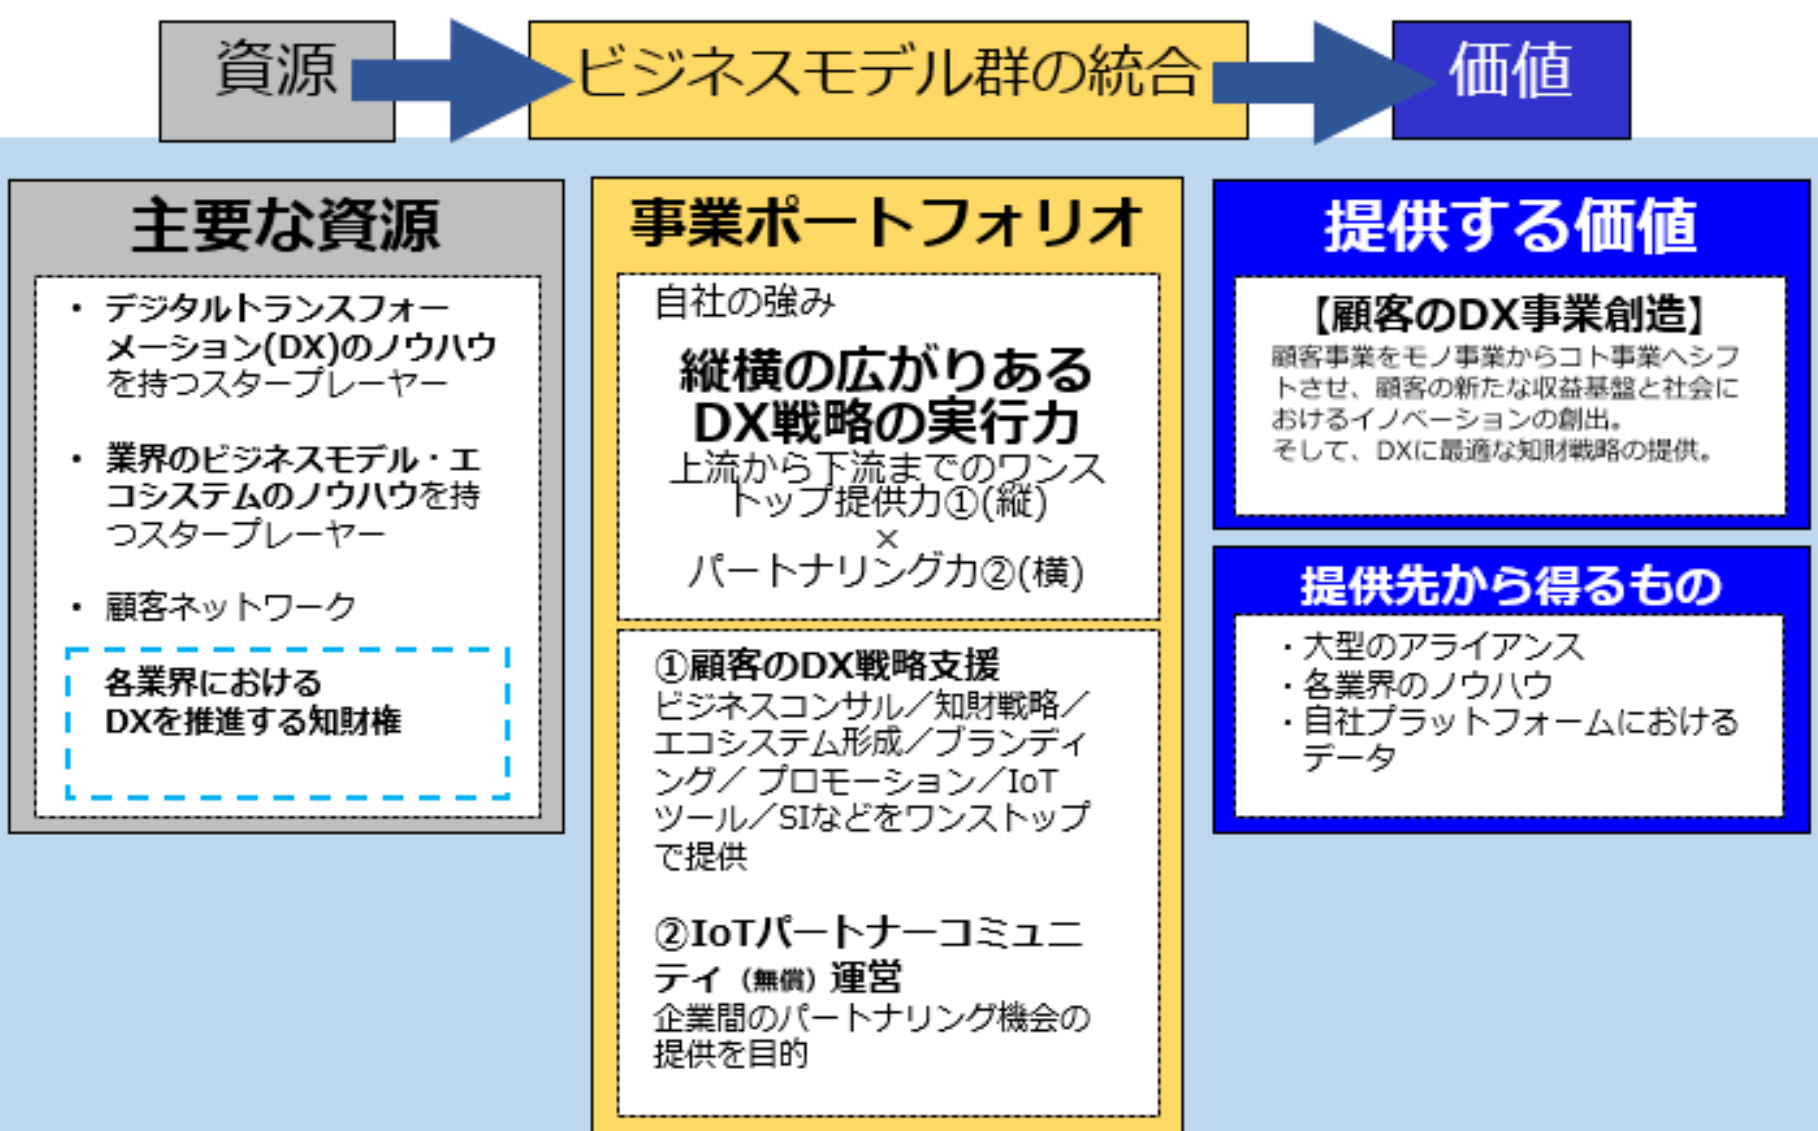 資源
ビジネスモデル群の統合
価値
主要な資源
・ デジタルトランスフォー
メーション(DX)のノウハウ
を持つスタープレーヤー
・ 業界のビジネスモデル・エ
コシステムのノウハウを持
つスタープレーヤー
・ 顧客ネットワーク
各業界における
DXを推進する知財権
事業ポートフォリオ
自社の強み
縦横の広がりある
DX戦略の実行力
上流から下流までのワンス
トップ提供力①(縦)
×
パートナリング力②(横)
①顧客のDX戦略支援
ビジネスコンサル／知財戦略／
エコシステム形成／ブランディ
ング／ プロモーション／IoT
ツール／SIなどをワンストップ
で提供
②IoTパートナーコミュニ
ティ（無償）運営
企業間のパートナリング機会の
提供を目的
提供する価値
【顧客のDX事業創造】
顧客事業をモノ事業からコト事業へシフ
トさせ、顧客の新たな収益基盤と社会に
おけるイノベーションの創出。
そして、DXに最適な知財戦略の提供。
提供先から得るもの
・大型のアライアンス
・各業界のノウハウ
・自社プラットフォームにおける
データ